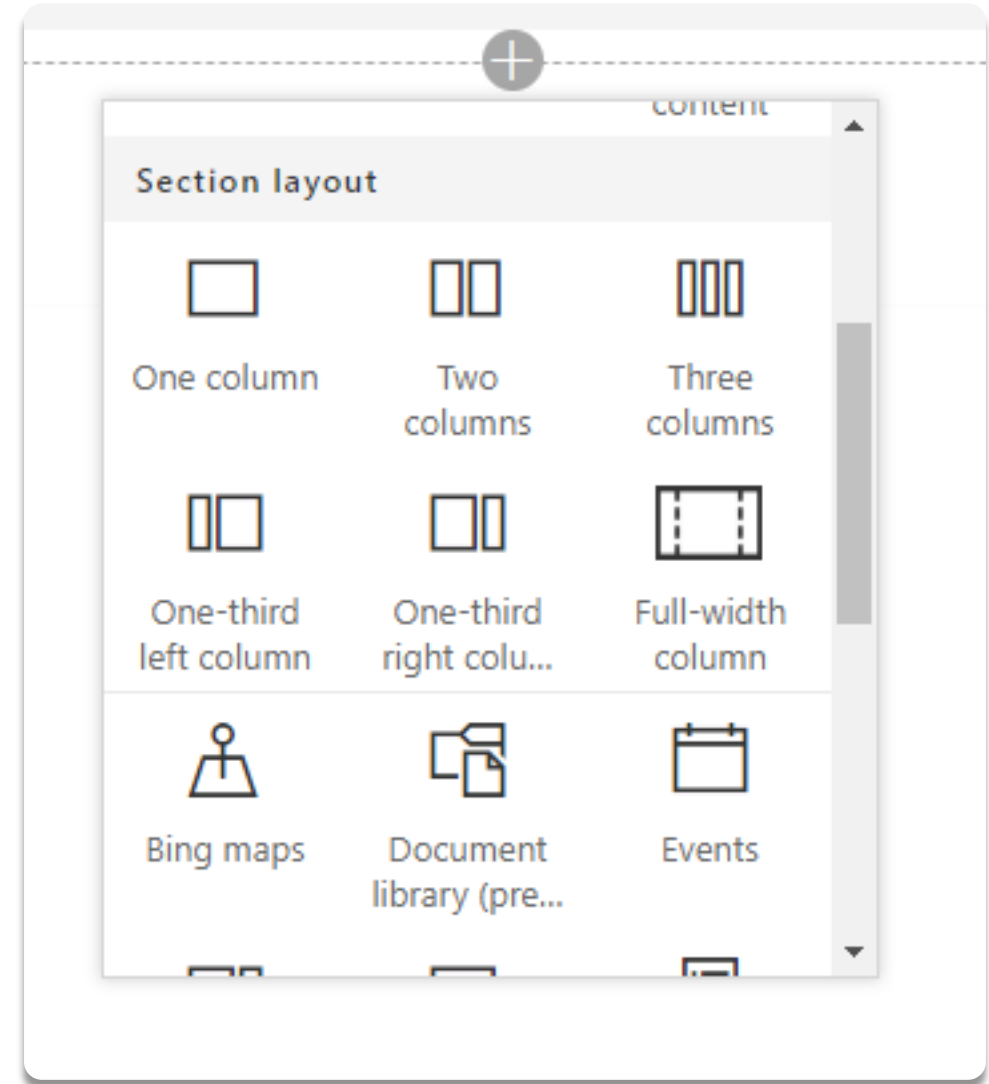 content
Section layout
One column
Two
columns
Three
columns
One-third
left column
One-third
right colu...
Full-width
column
Bing maps
Document
library (pre...
Events